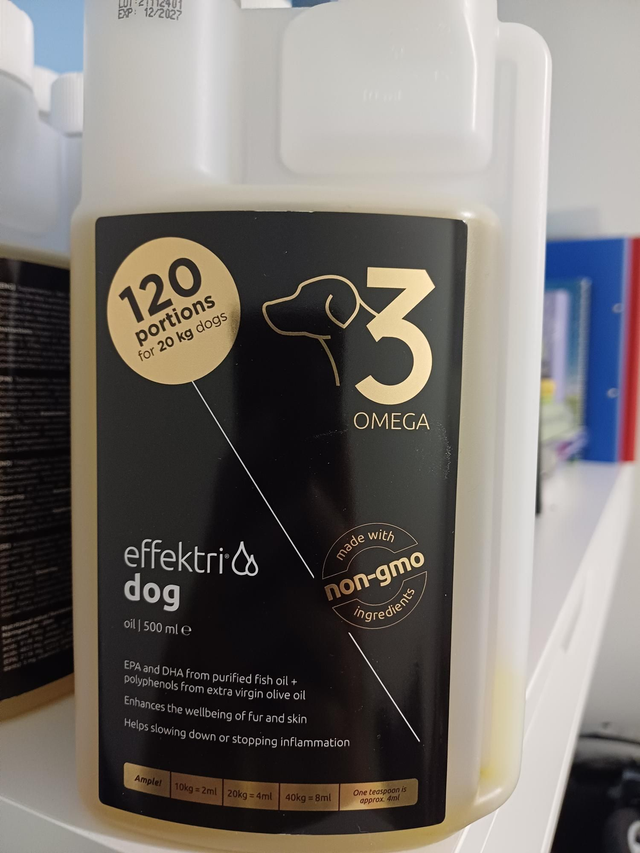 LOT:21112401
EXP: 12/2027
120
portions
for 20 kg dogs
3
OMEGA
effektri®
dog
oil | 500 ml ℮
made with
non-gmo
ingredients
EPA and DHA from purified fish oil +
polyphenols from extra virgin olive oil
Enhances the wellbeing of fur and skin
Helps slowing down or stopping inflammation
Ample! 10kg = 2ml 20kg = 4ml 40kg = 8ml One teaspoon is
approx. 4ml